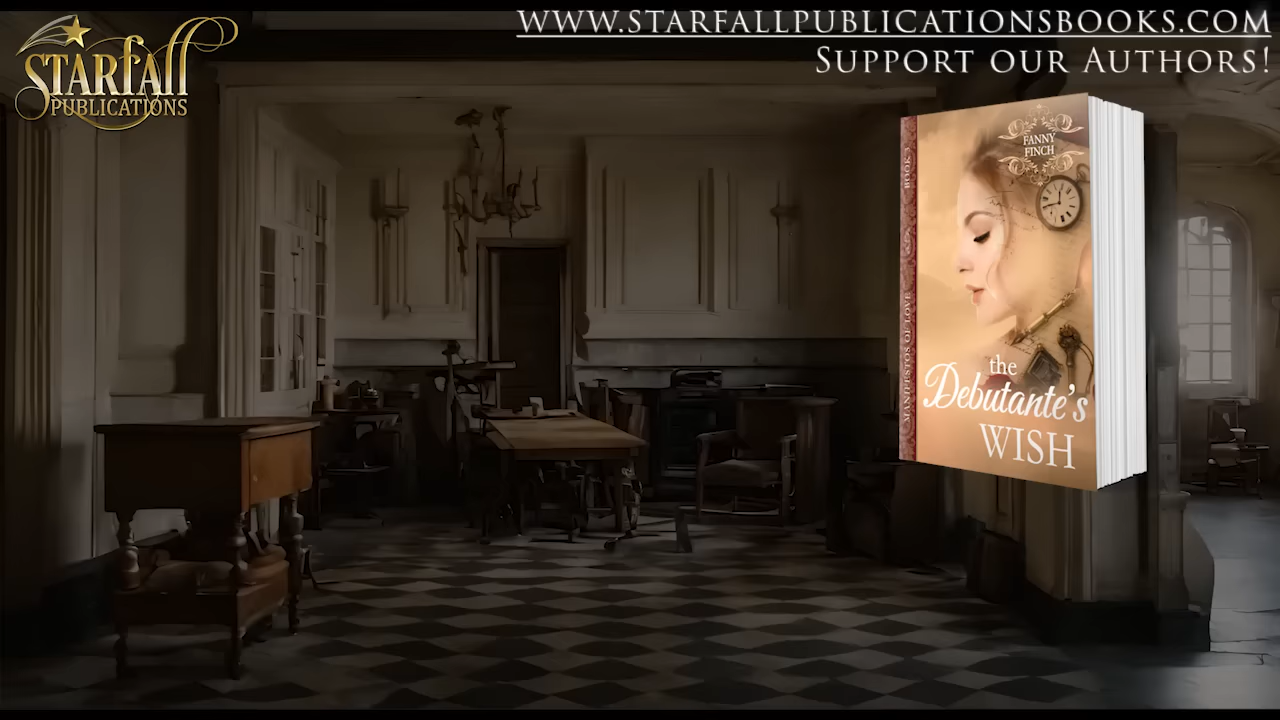 STARfall
PUBLICATIONS
WWW.STARFALLPUBLICATIONSBOOKS.COM
SUPPORT OUR AUTHORS!
FANNY
FINCH
MANIFESTOS OF LOVE
BOOK 3
the
Debutante's
WISH